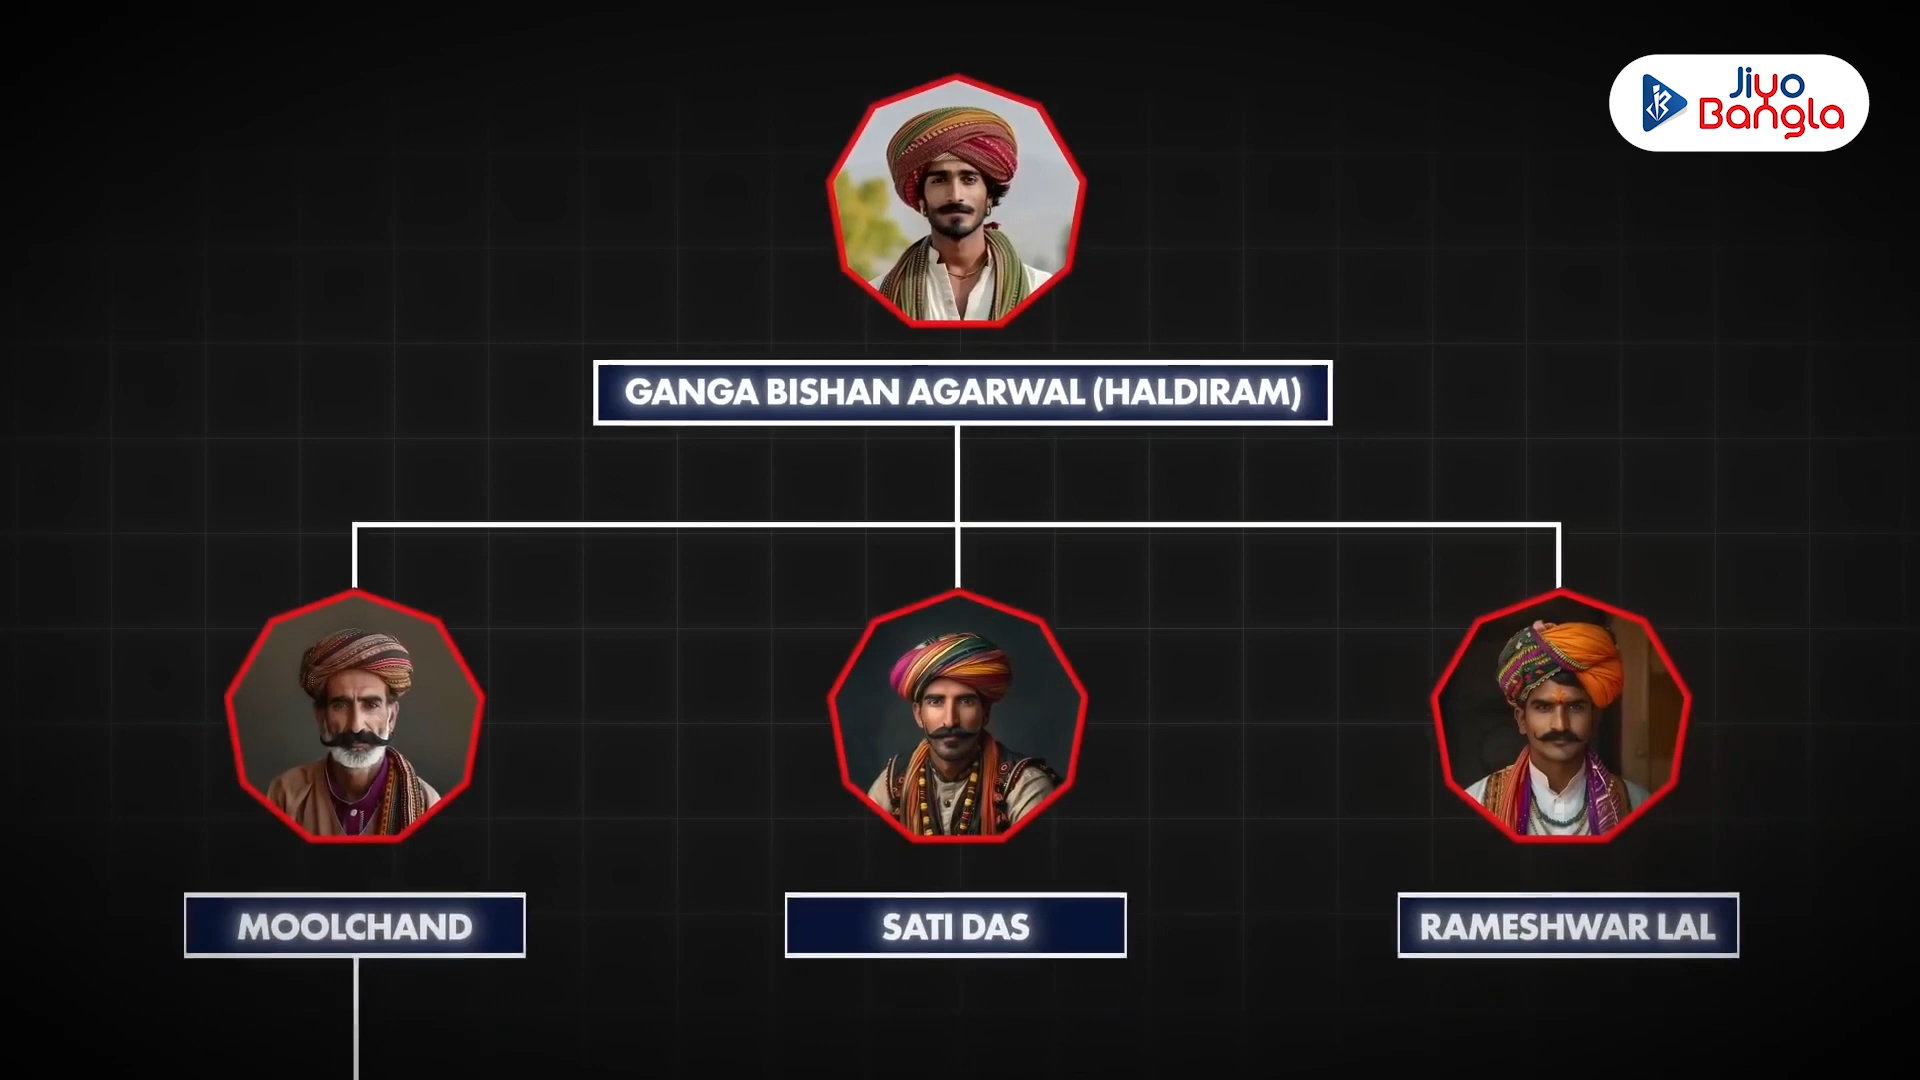 Jiyo
Bangla
GANGA BISHAN AGARWAL (HALDIRAM)
MOOLCHAND
SATI DAS
RAMESHWAR LAL